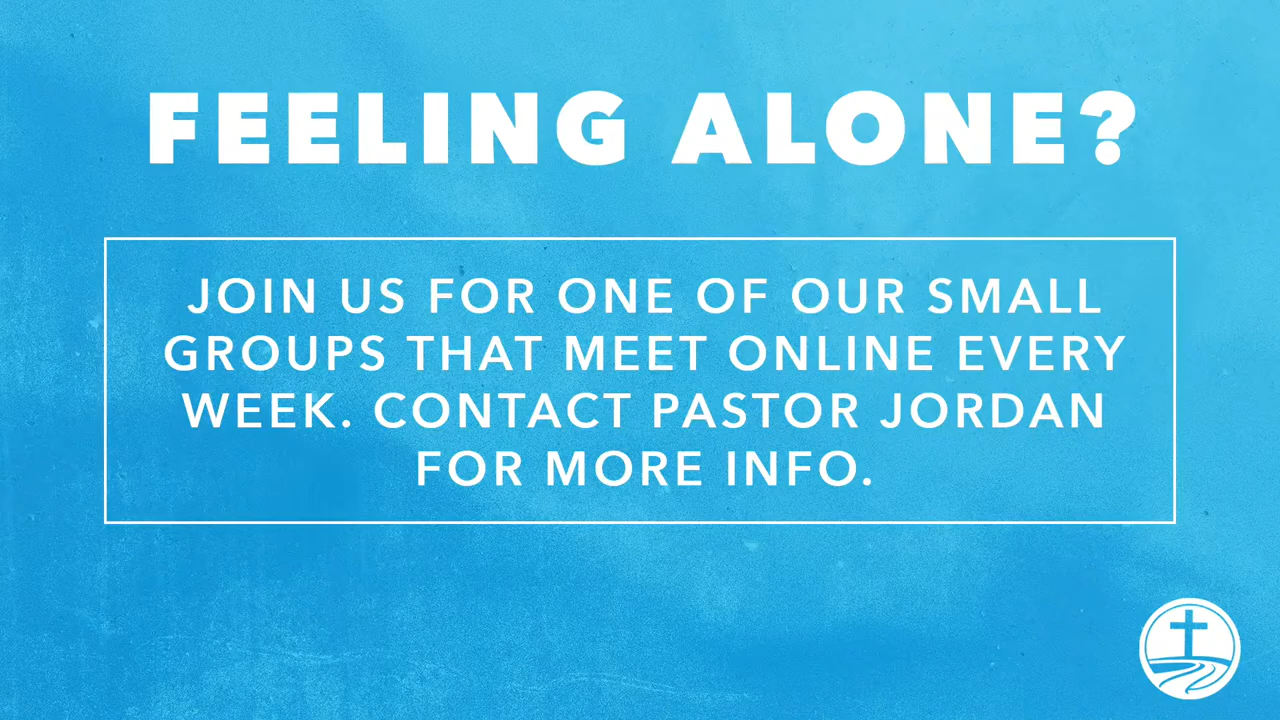 FEELING ALONE?
JOIN US FOR ONE OF OUR SMALL
GROUPS THAT MEET ONLINE EVERY
WEEK. CONTACT PASTOR JORDAN
FOR MORE INFO.